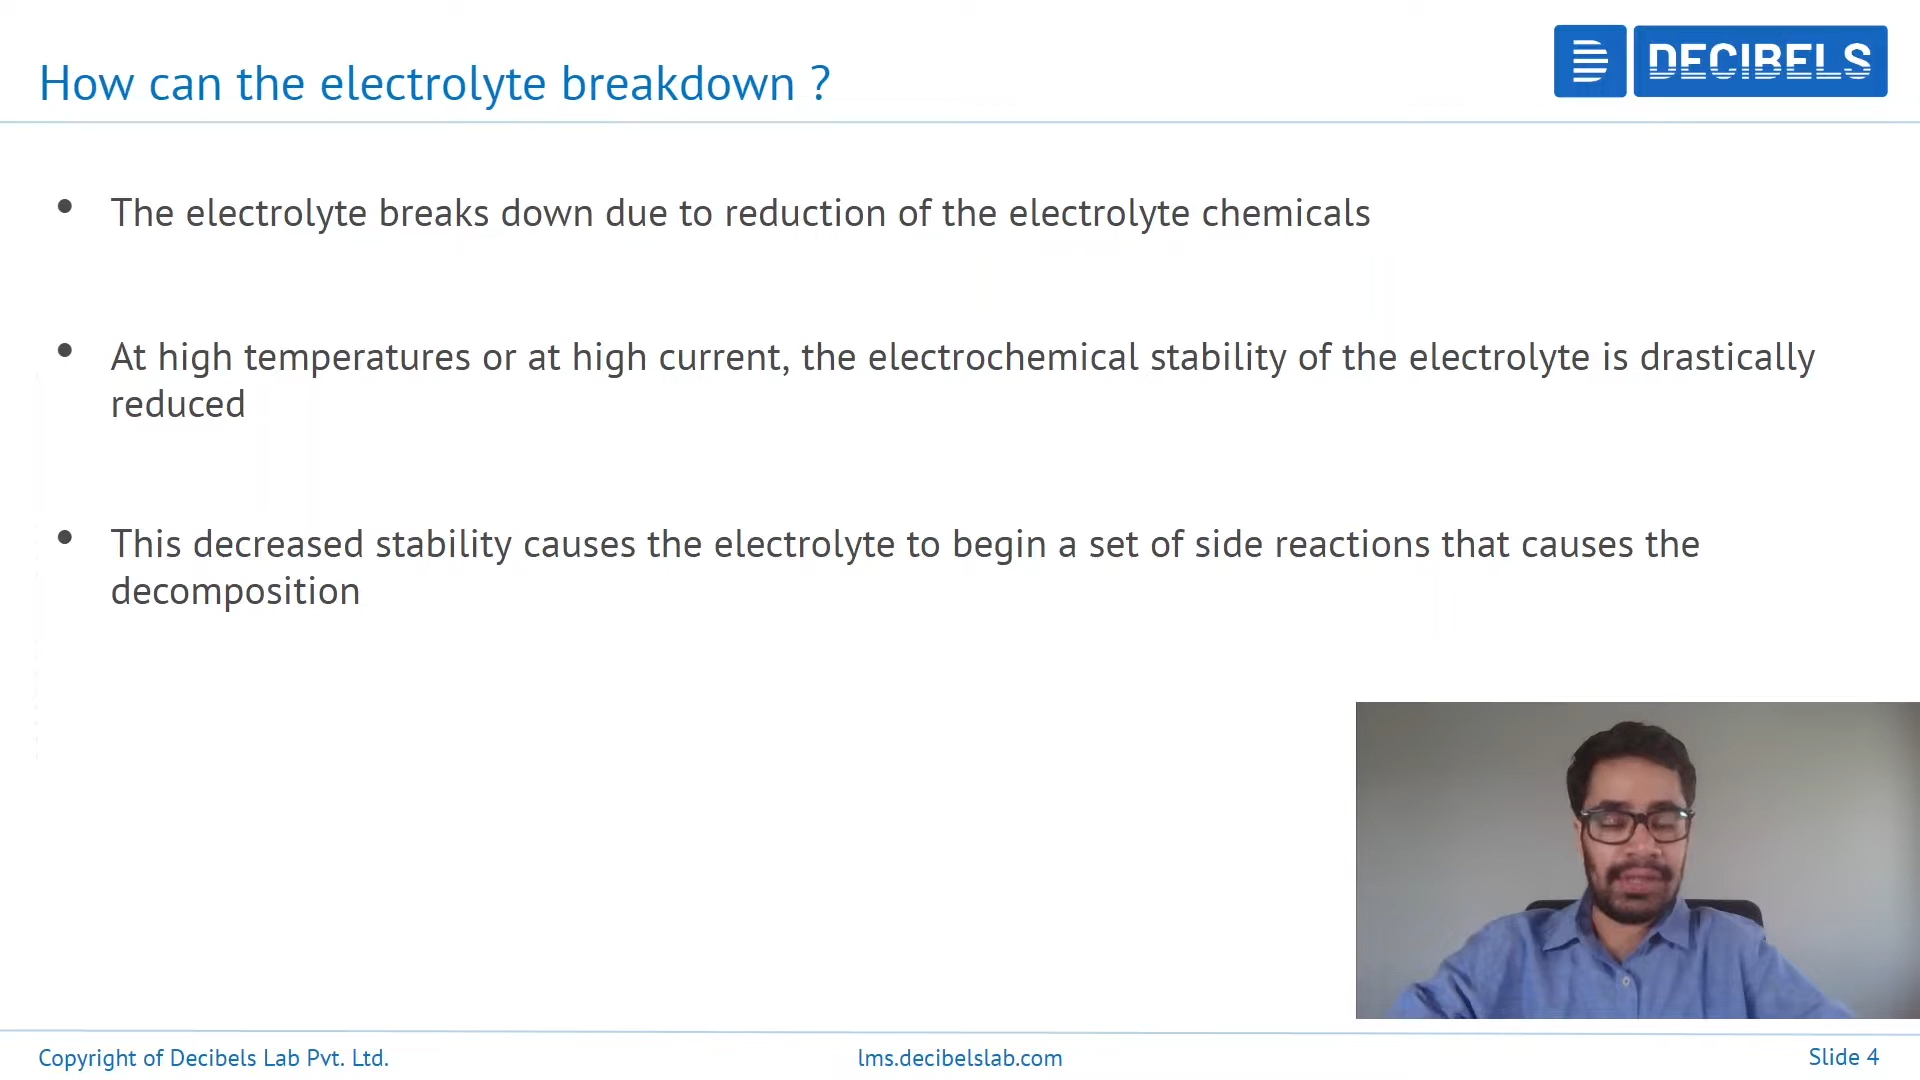 How can the electrolyte breakdown ?
DECIBELS
• The electrolyte breaks down due to reduction of the electrolyte chemicals
• At high temperatures or at high current, the electrochemical stability of the electrolyte is drastically
reduced
• This decreased stability causes the electrolyte to begin a set of side reactions that causes the
decomposition
Copyright of Decibels Lab Pvt. Ltd.
lms.decibelslab.com
Slide 4